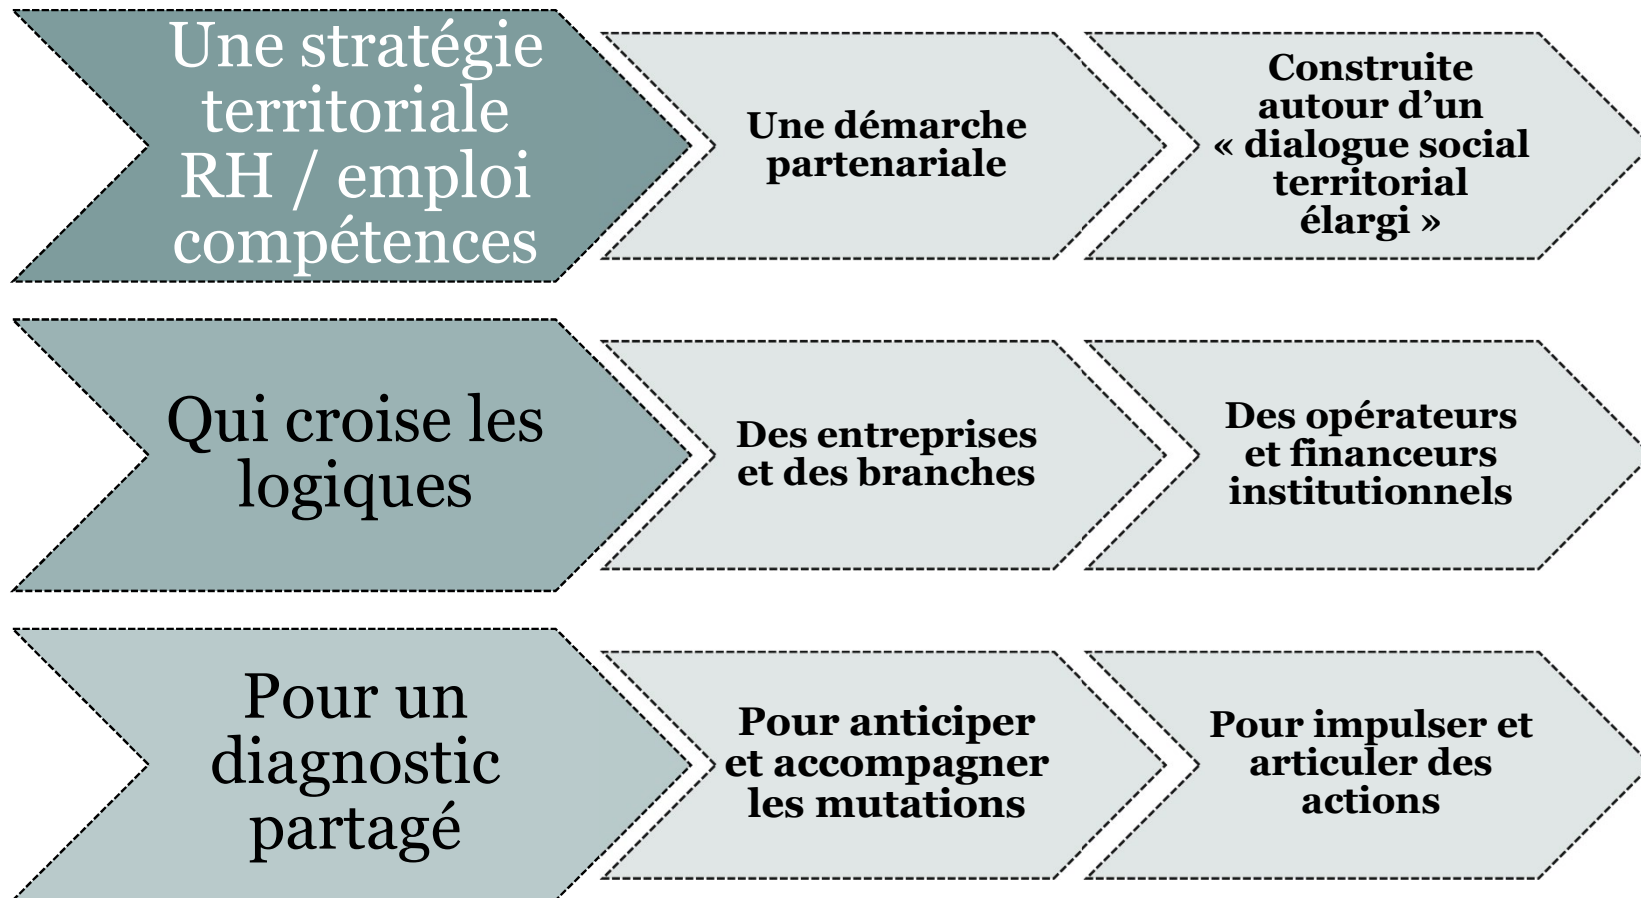 Une stratégie
territoriale
RH / emploi
compétences
Une démarche
partenariale
Construite
autour d’un
« dialogue social
territorial
élargi »
Qui croise les
logiques
Des entreprises
et des branches
Des opérateurs
et financeurs
institutionnels
Pour un
diagnostic
partagé
Pour anticiper
et accompagner
les mutations
Pour impulser et
articuler des
actions